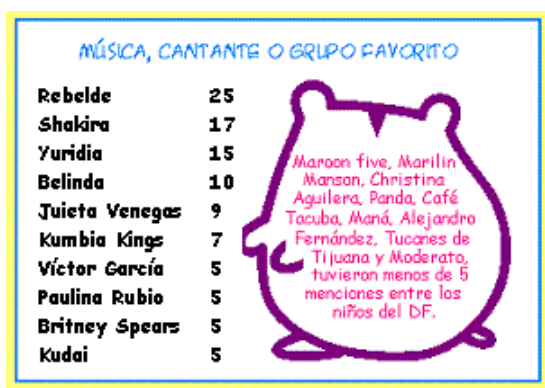 MÚSICA, CANTANTE O GRUPO FAVORITO
Rebelde 25
Shakira 17
Yuridia 15
Belinda 10
Juieta Venegas 9
Kumbia Kings 7
Víctor García 5
Paulina Rubio 5
Britney Spears 5
Kudai 5
Maroon five, Marilin
Manson, Christina
Aguilera, Panda, Café
Tacuba, Maná, Alejandro
Fernández, Tucanes de
Tijuana y Moderato,
tuvieron menos de 5
menciones entre los
niños del DF.